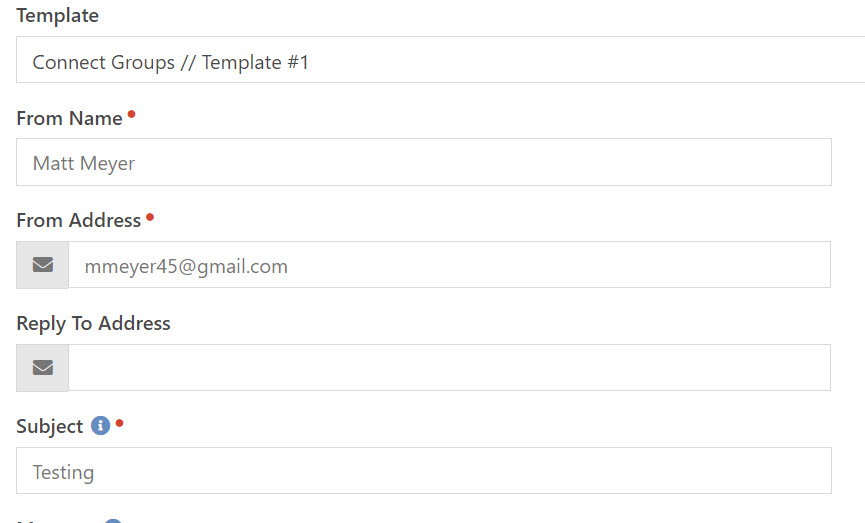 Template
Connect Groups // Template #1
From Name
Matt Meyer
From Address
mmeyer45@gmail.com
Reply To Address
Subject
Testing